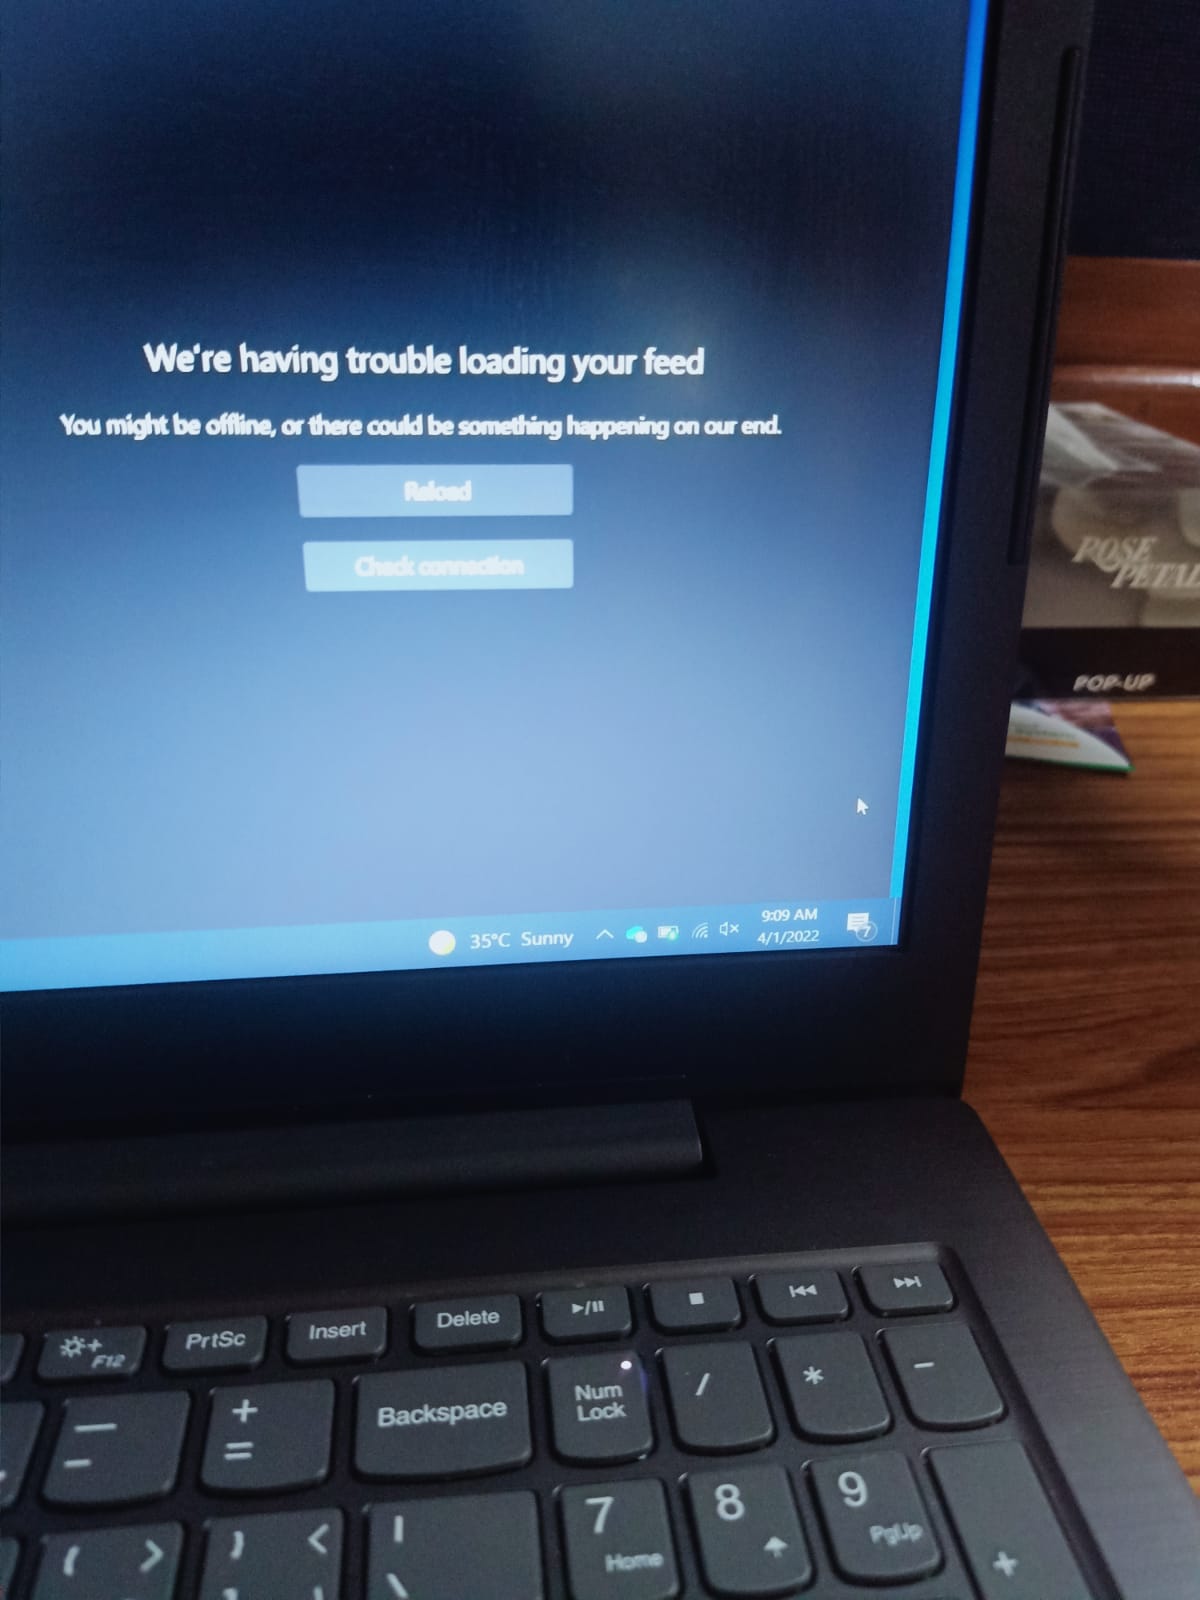 We're having trouble loading your feed
You might be offline, or there could be something happening on our end.
Reload
Check connection
35°C Sunny
9:09 AM
4/1/2022
7
ROSE
PETAL
POP-UP
F12
PrtSc
Insert
Delete
Backspace
Num
Lock
/
*
-
+
=
7
Home
8
9
PgUp
+